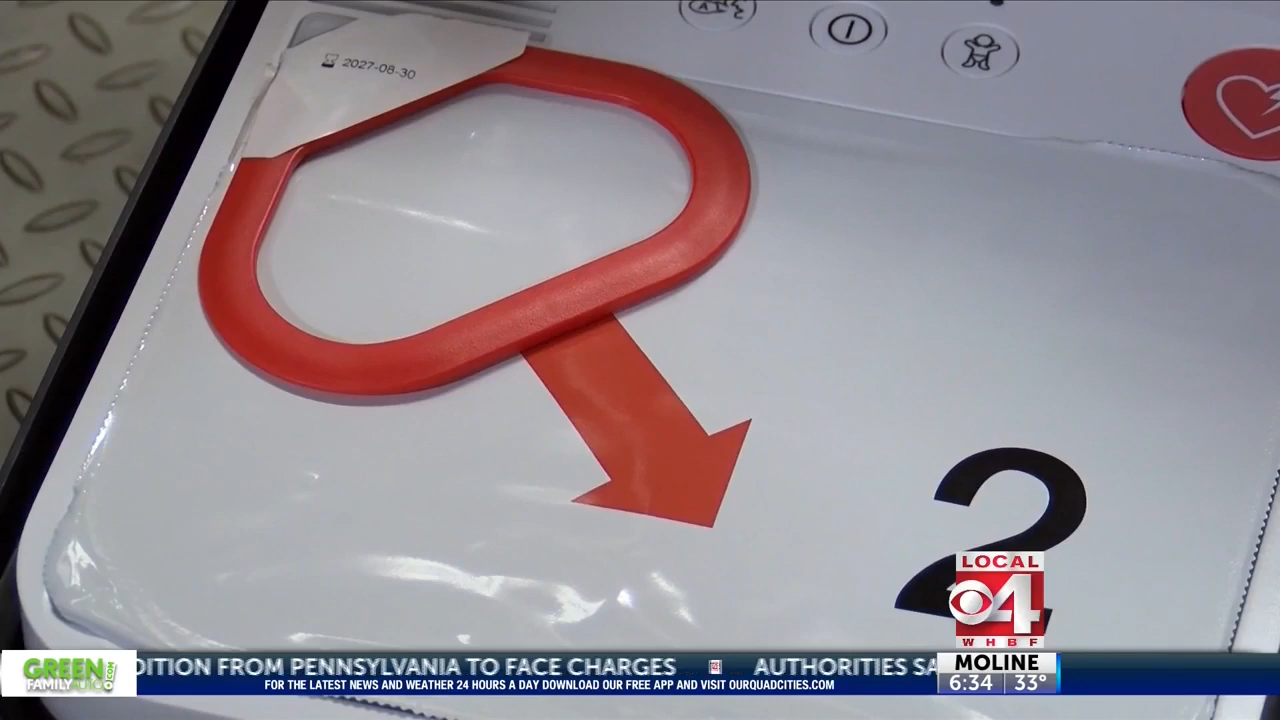 2027-08-30
2
LOCAL
4
WHBF
GREEN
FAMILY
.COM
DITION FROM PENNSYLVANIA TO FACE CHARGES
AUTHORITIES SA
MOLINE
6:34
33°
FOR THE LATEST NEWS AND WEATHER 24 HOURS A DAY DOWNLOAD OUR FREE APP AND VISIT OURQUADCITIES.COM